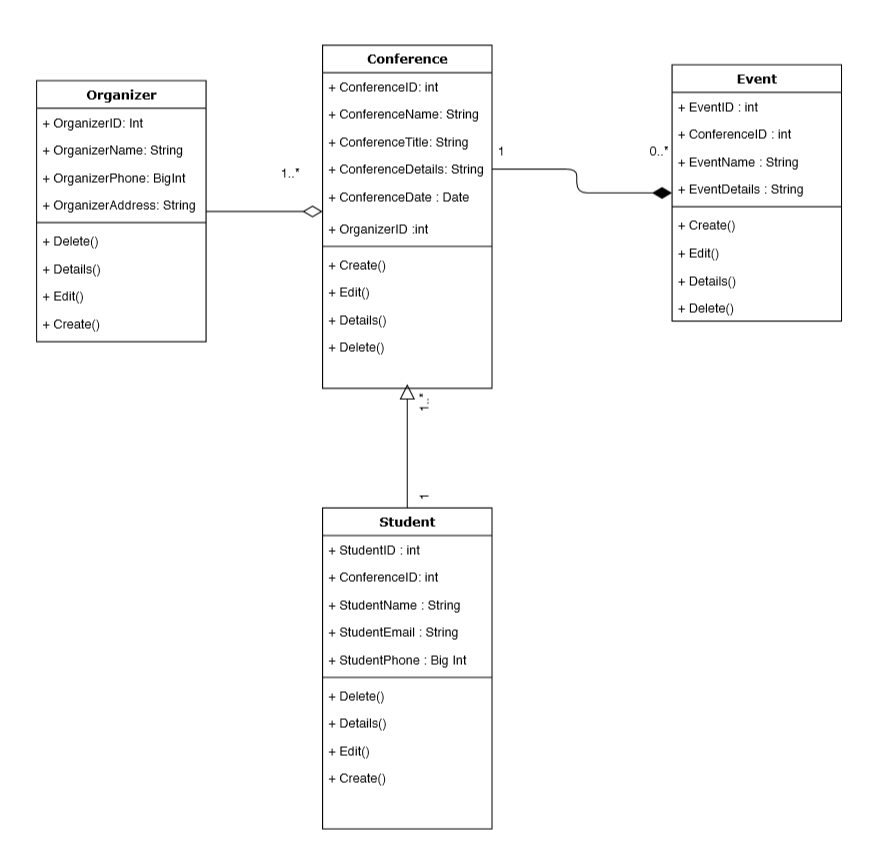 Organizer
+ OrganizerID: Int
+ OrganizerName: String
+ OrganizerPhone: BigInt
+ OrganizerAddress: String
+ Delete()
+ Details()
+ Edit()
+ Create()
1..*
Conference
+ ConferenceID: int
+ ConferenceName: String
+ ConferenceTitle: String
+ ConferenceDetails: String
+ ConferenceDate : Date
+ OrganizerID :int
+ Create()
+ Edit()
+ Details()
+ Delete()
1
0..*
Event
+ EventID : int
+ ConferenceID : int
+ EventName : String
+ EventDetails : String
+ Create()
+ Edit()
+ Details()
+ Delete()
1..*
1
Student
+ StudentID : int
+ ConferenceID: int
+ StudentName : String
+ StudentEmail : String
+ StudentPhone : Big Int
+ Delete()
+ Details()
+ Edit()
+ Create()